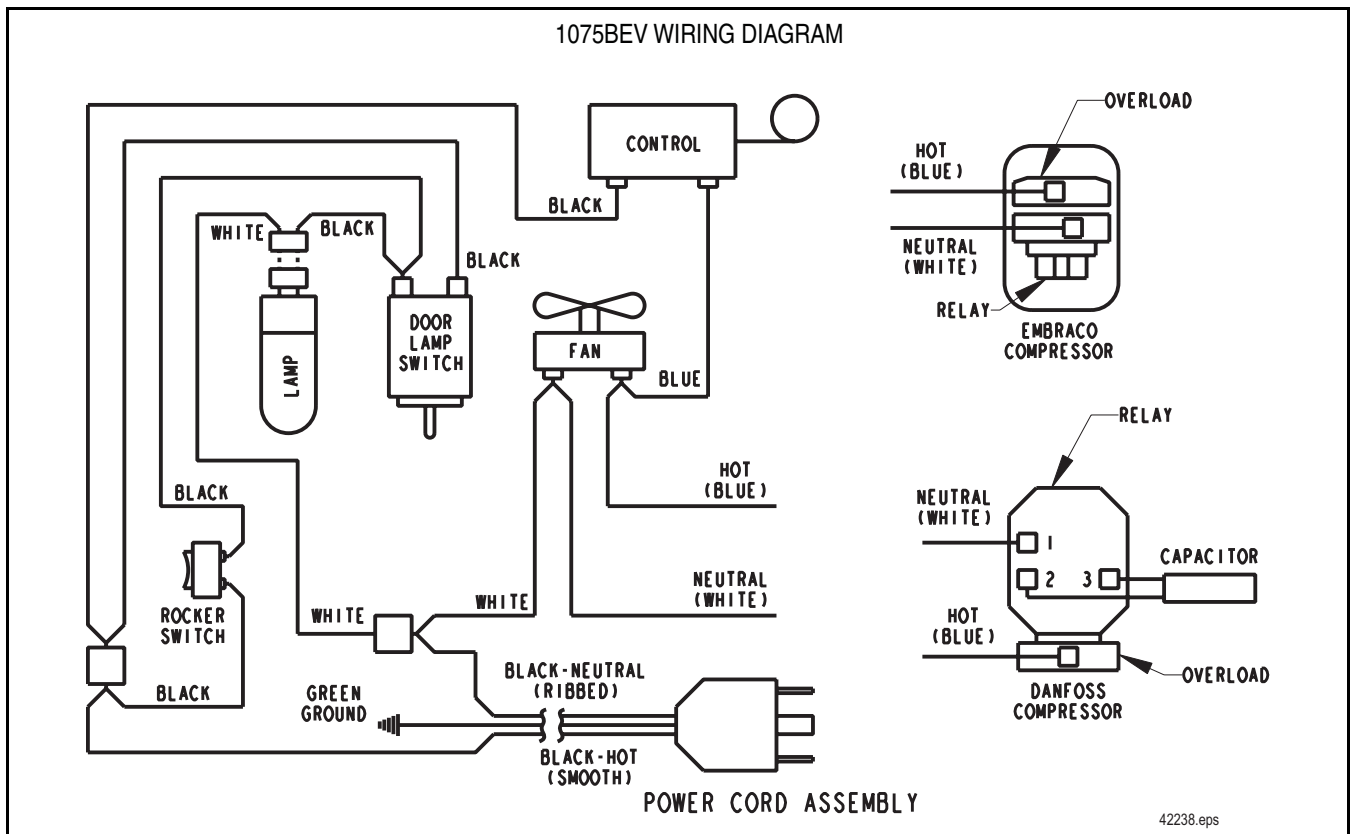 1075BEV WIRING DIAGRAM
CONTROL
BLACK
WHITE
BLACK
BLACK
LAMP
DOOR
LAMP
SWITCH
FAN
BLUE
HOT
(BLUE)
NEUTRAL
(WHITE)
BLACK
ROCKER
SWITCH
BLACK
WHITE
WHITE
GREEN
GROUND
BLACK-NEUTRAL
(RIBBED)
BLACK-HOT
(SMOOTH)
POWER CORD ASSEMBLY
OVERLOAD
HOT
(BLUE)
NEUTRAL
(WHITE)
RELAY
EMBRACO
COMPRESSOR
RELAY
NEUTRAL
(WHITE)
1
2 3
CAPACITOR
HOT
(BLUE)
OVERLOAD
DANFOSS
COMPRESSOR
42238.eps